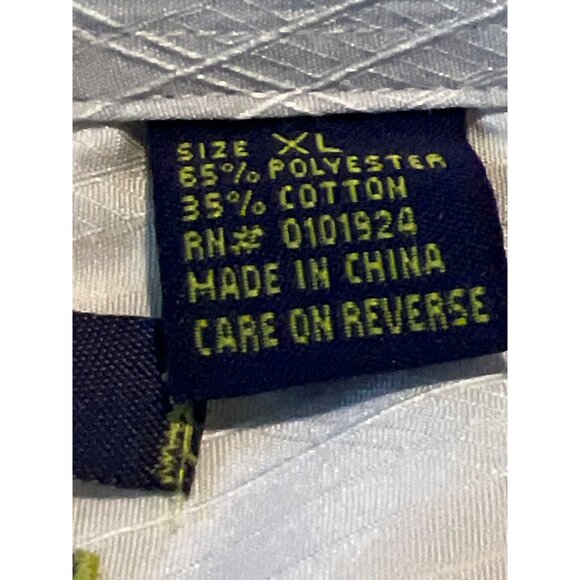 SIZE XL
65% POLYESTER
35% COTTON
RN# 0101924
MADE IN CHINA
CARE ON REVERSE